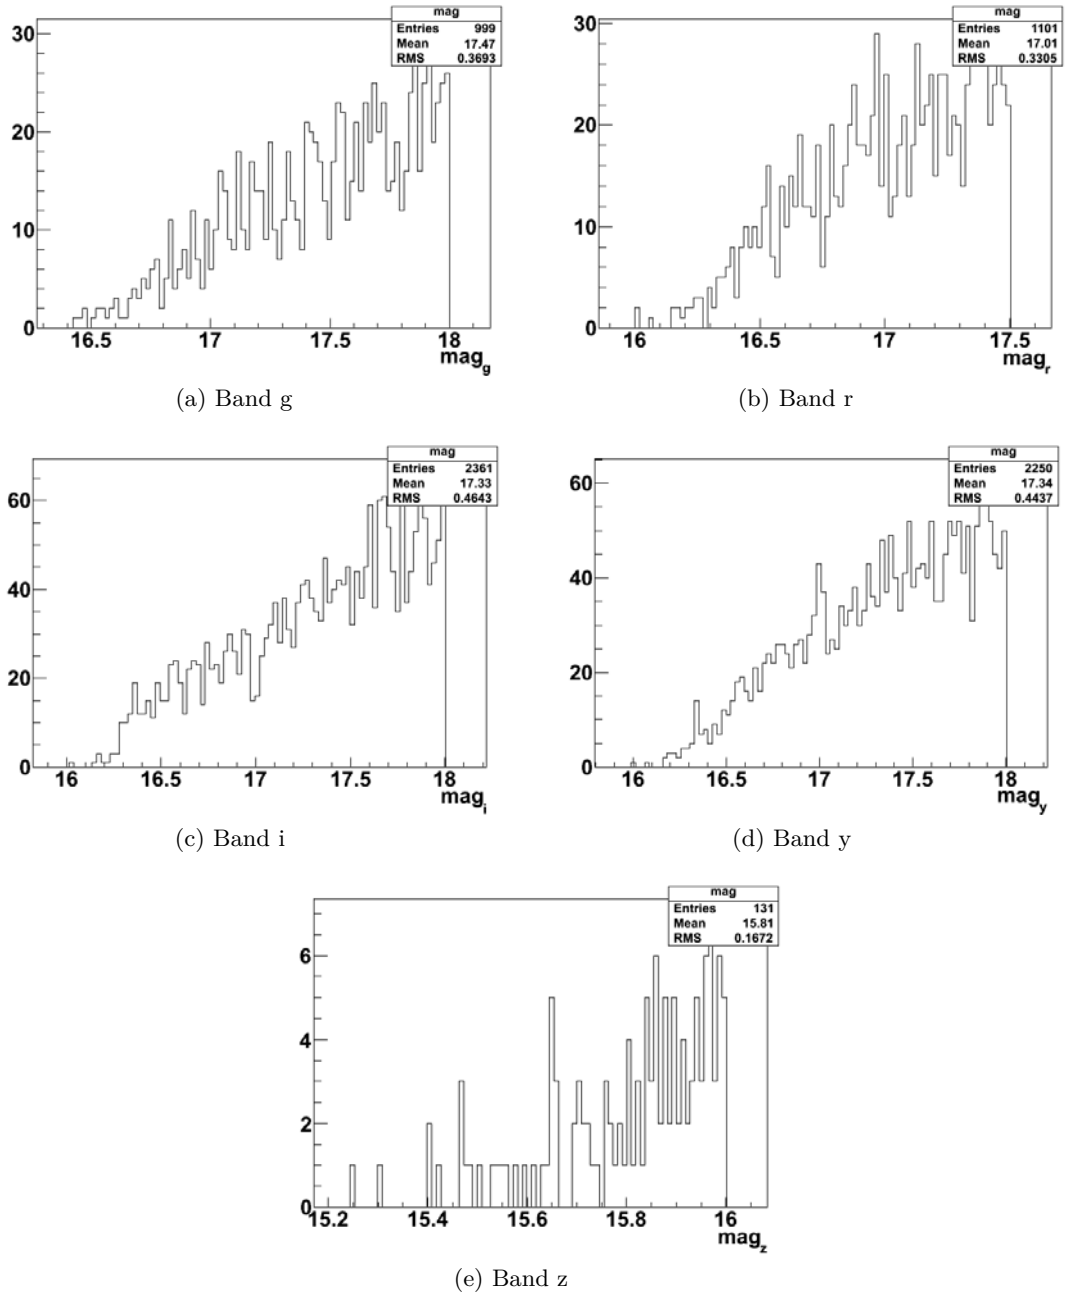 mag
Entries 999
Mean 17.47
RMS 0.3693
30
20
10
0
16.5 17 17.5 18
mag_g
(a) Band g
mag
Entries 1101
Mean 17.01
RMS 0.3305
30
20
10
0
16 16.5 17 17.5
mag_r
(b) Band r
mag
Entries 2361
Mean 17.33
RMS 0.4643
60
40
20
0
16 16.5 17 17.5 18
mag_i
(c) Band i
mag
Entries 2250
Mean 17.34
RMS 0.4437
60
40
20
0
16 16.5 17 17.5 18
mag_y
(d) Band y
mag
Entries 131
Mean 15.81
RMS 0.1672
6
4
2
0
15.2 15.4 15.6 15.8 16
mag_z
(e) Band z